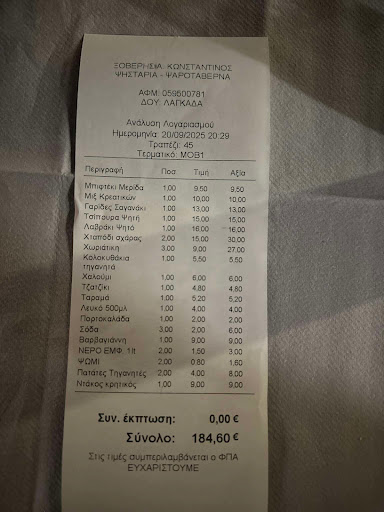 ΞΟΒΕΡΗΣΙΑ. ΚΩΝΣΤΑΝΤΙΝΟΣ
ΨΗΣΤΑΡΙΑ - ΨΑΡΟΤΑΒΕΡΝΑ
ΑΦΜ: 059500781
ΔΟΥ: ΛΑΓΚΑΔΑ
Ανάλυση Λογαριασμού
Ημερομηνία: 20/09/2025 20:29
Τραπέζι: 45
Τερματικό: MOB1
Περιγραφή Ποσ. Τιμή Αξία
Μπιφτέκι Μερίδα 1,00 9,50 9,50
Μίξ Κρεατικών 1,00 10,00 10,00
Γαρίδες Σαγανάκι 1,00 13,00 13,00
Τσίπουρα Ψητή 1,00 15,00 15,00
Λαβράκι Ψητό 1,00 16,00 16,00
Χταπόδι σχάρας 2,00 15,00 30,00
Χωριάτικη 3,00 9,00 27,00
Κολοκυθάκια 1,00 5,50 5,50
τηγανητά
Χαλούμι 1,00 6,00 6,00
Τζατζίκι 1,00 4,80 4,80
Ταραμά 1,00 5,20 5,20
Λευκό 500μλ 1,00 4,00 4,00
Πορτοκαλάδα 1,00 2,00 2,00
Σόδα 3,00 2,00 6,00
Βαρβαγιάννη 1,00 9,00 9,00
ΝΕΡΟ ΕΜΦ. 1lt 2,00 1,50 3,00
ΨΩΜΙ 2,00 0,80 1,60
Πατάτες Τηγανητές 2,00 4,00 8,00
Ντάκος κρητικός 1,00 9,00 9,00
Συν. έκπτωση: 0,00 €
Σύνολο: 184,60 €
Στις τιμές συμπεριλαμβάνεται ο ΦΠΑ
ΕΥΧΑΡΙΣΤΟΥΜΕ